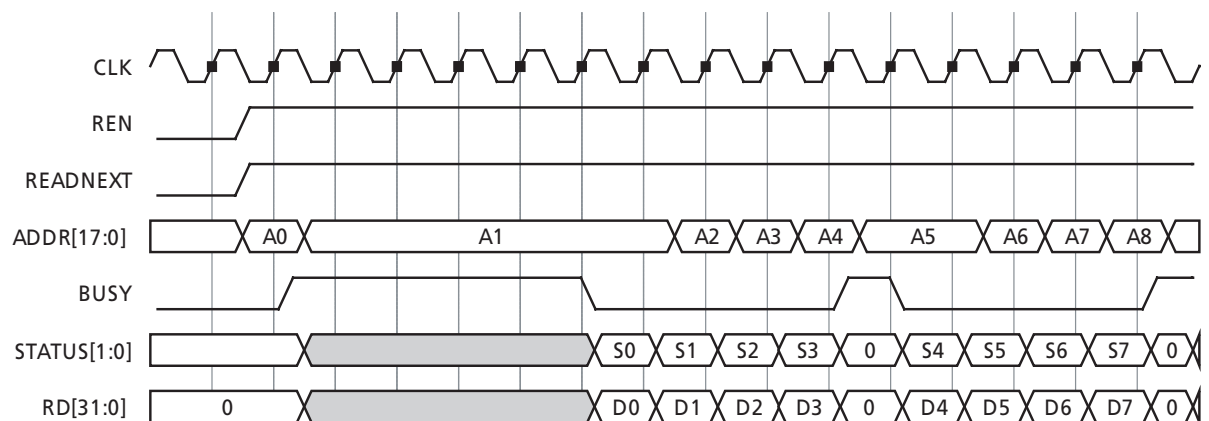 CLK
REN
READNEXT
ADDR[17:0] A0 A1 A2 A3 A4 A5 A6 A7 A8
BUSY
STATUS[1:0] S0 S1 S2 S3 0 S4 S5 S6 S7 0
RD[31:0] 0 D0 D1 D2 D3 0 D4 D5 D6 D7 0